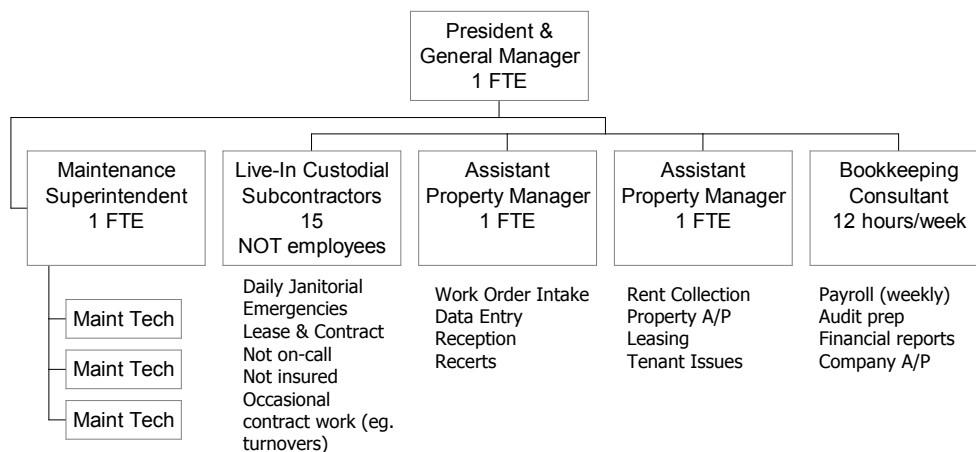 President &
General Manager
1 FTE
Maintenance
Superintendent
1 FTE
Maint Tech
Maint Tech
Maint Tech
Live-In Custodial
Subcontractors
15
NOT employees
Daily Janitorial
Emergencies
Lease & Contract
Not on-call
Not insured
Occasional
contract work (eg.
turnovers)
Assistant
Property Manager
1 FTE
Work Order Intake
Data Entry
Reception
Recerts
Assistant
Property Manager
1 FTE
Rent Collection
Property A/P
Leasing
Tenant Issues
Bookkeeping
Consultant
12 hours/week
Payroll (weekly)
Audit prep
Financial reports
Company A/P